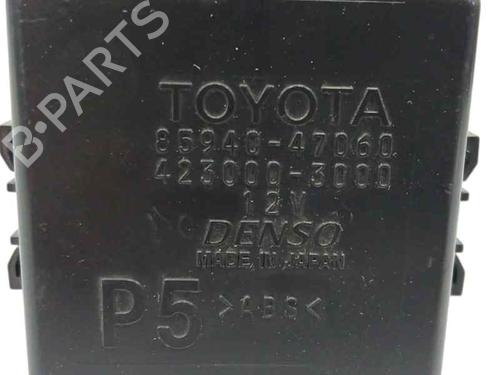 B-PARTS
TOYOTA
85940-47060
423000-3000
12V
DENSO
MADE IN JAPAN
P5 >ABS<